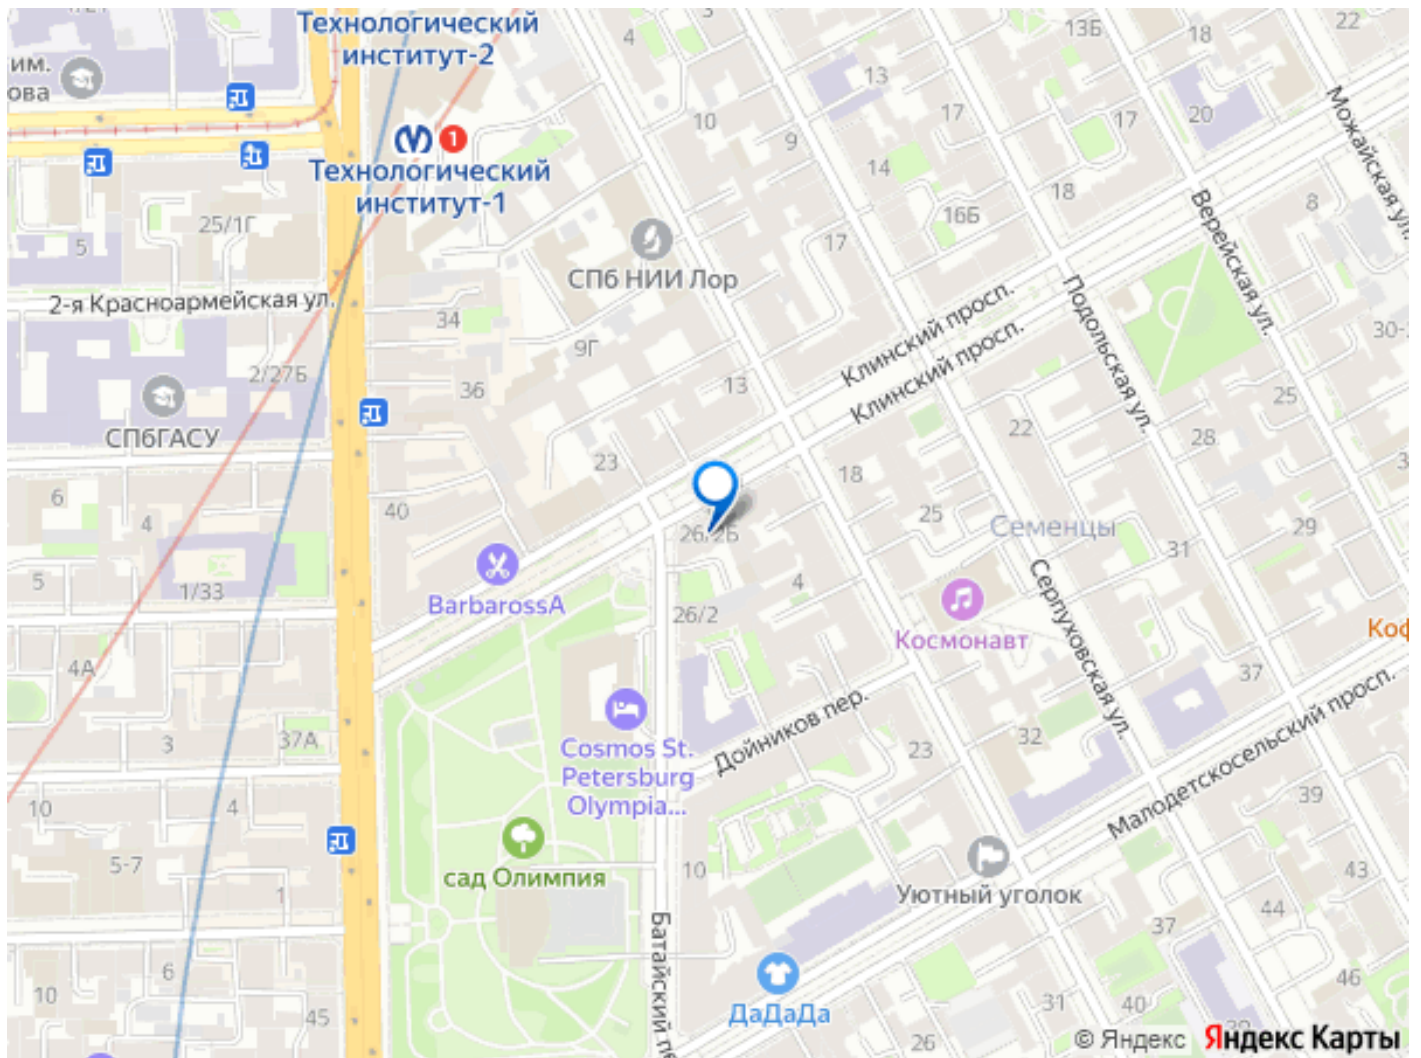 Технологический
институт-2
3
22
4
13Б
18
им.
ова
13
Можайская ул.
10
17
17
20
9
1
Технологический
институт-1
14
18
8
25/1Г
16Б
Верейская ул.
5
17
СПб НИИ Лор
2-я Красноармейская ул.
Клинский просп.
Подольская ул.
34
9Г
Клинский просп.
2/27Б
36
13
25
СПбГАСУ
22
28
23
18
6
40
25
4
26/2Б
Семенцы
29
31
5
1/33
4
Серпуховская ул.
BarbarossA
26/2
Космонавт
Коф
4А
37
Дойников пер.
Малодетскосельский просп.
3
37А
Cosmos St.
Petersburg
Olympia...
23
32
10
4
39
5-7
сад Олимпия
10
43
1
Уютный уголок
44
Батайский пе
37
6
46
10
45
ДаДаДа
31
40
26
© Яндекс
Яндекс Карты